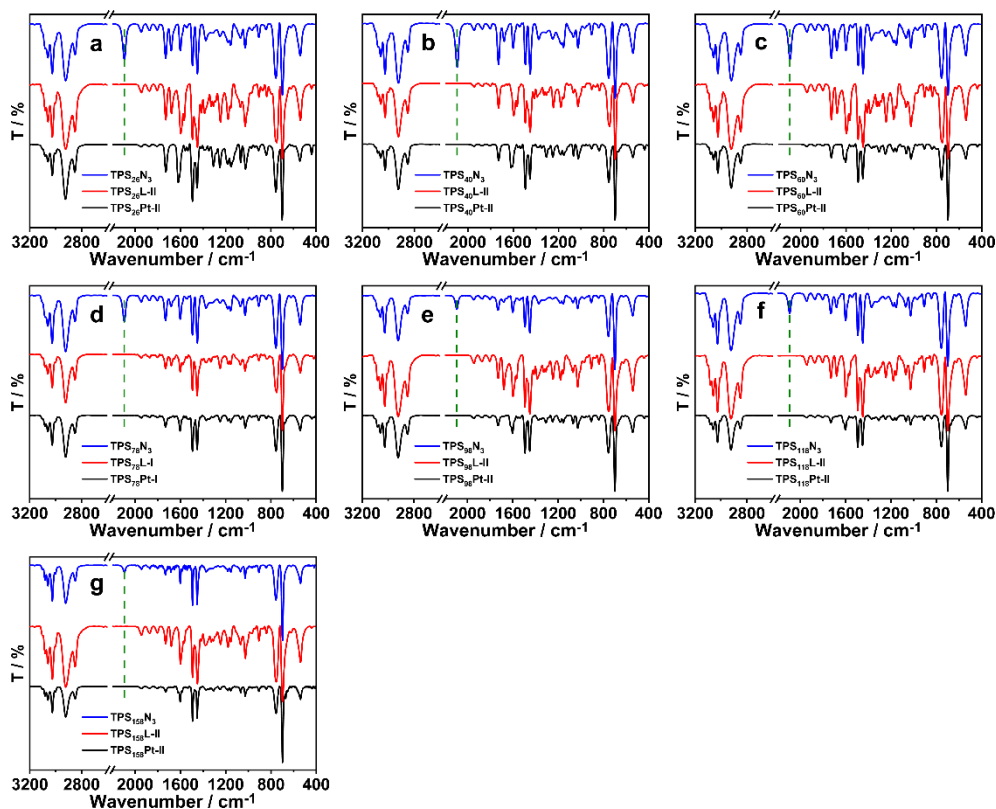 a
T / %
TPS₂₆N₃
TPS₂₆L-II
TPS₂₆Pt-II
3200 2800 2000 1600 1200 800 400
Wavenumber / cm⁻¹
b
T / %
TPS₄₀N₃
TPS₄₀L-II
TPS₄₀Pt-II
3200 2800 2000 1600 1200 800 400
Wavenumber / cm⁻¹
c
T / %
TPS₆₀N₃
TPS₆₀L-II
TPS₆₀Pt-II
3200 2800 2000 1600 1200 800 400
Wavenumber / cm⁻¹
d
T / %
TPS₇₈N₃
TPS₇₈L-I
TPS₇₈Pt-I
3200 2800 2000 1600 1200 800 400
Wavenumber / cm⁻¹
e
T / %
TPS₉₈N₃
TPS₉₈L-II
TPS₉₈Pt-II
3200 2800 2000 1600 1200 800 400
Wavenumber / cm⁻¹
f
T / %
TPS₁₁₈N₃
TPS₁₁₈L-II
TPS₁₁₈Pt-II
3200 2800 2000 1600 1200 800 400
Wavenumber / cm⁻¹
g
T / %
TPS₁₅₈N₃
TPS₁₅₈L-II
TPS₁₅₈Pt-II
3200 2800 2000 1600 1200 800 400
Wavenumber / cm⁻¹